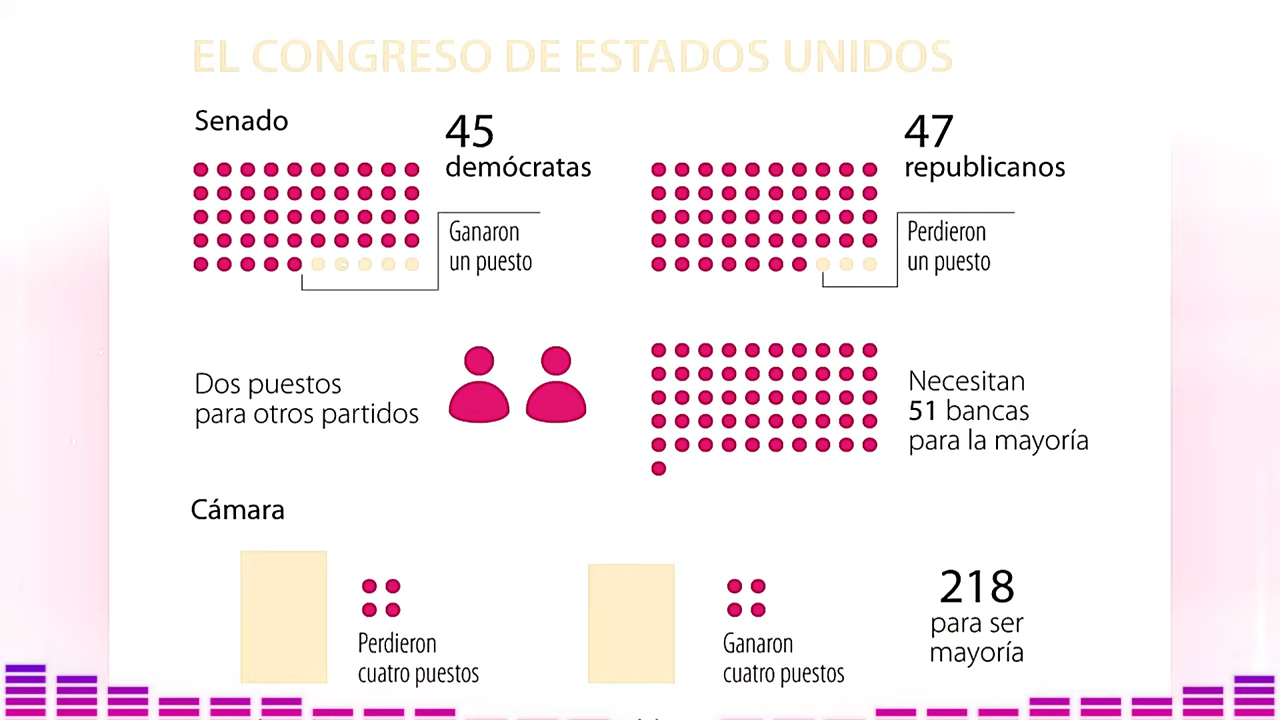 EL CONGRESO DE ESTADOS UNIDOS
Senado
45
demócratas
Ganaron
un puesto
47
republicanos
Perdieron
un puesto
Dos puestos
para otros partidos
Necesitan
51 bancas
para la mayoría
Cámara
Perdieron
cuatro puestos
Ganaron
cuatro puestos
218
para ser
mayoría